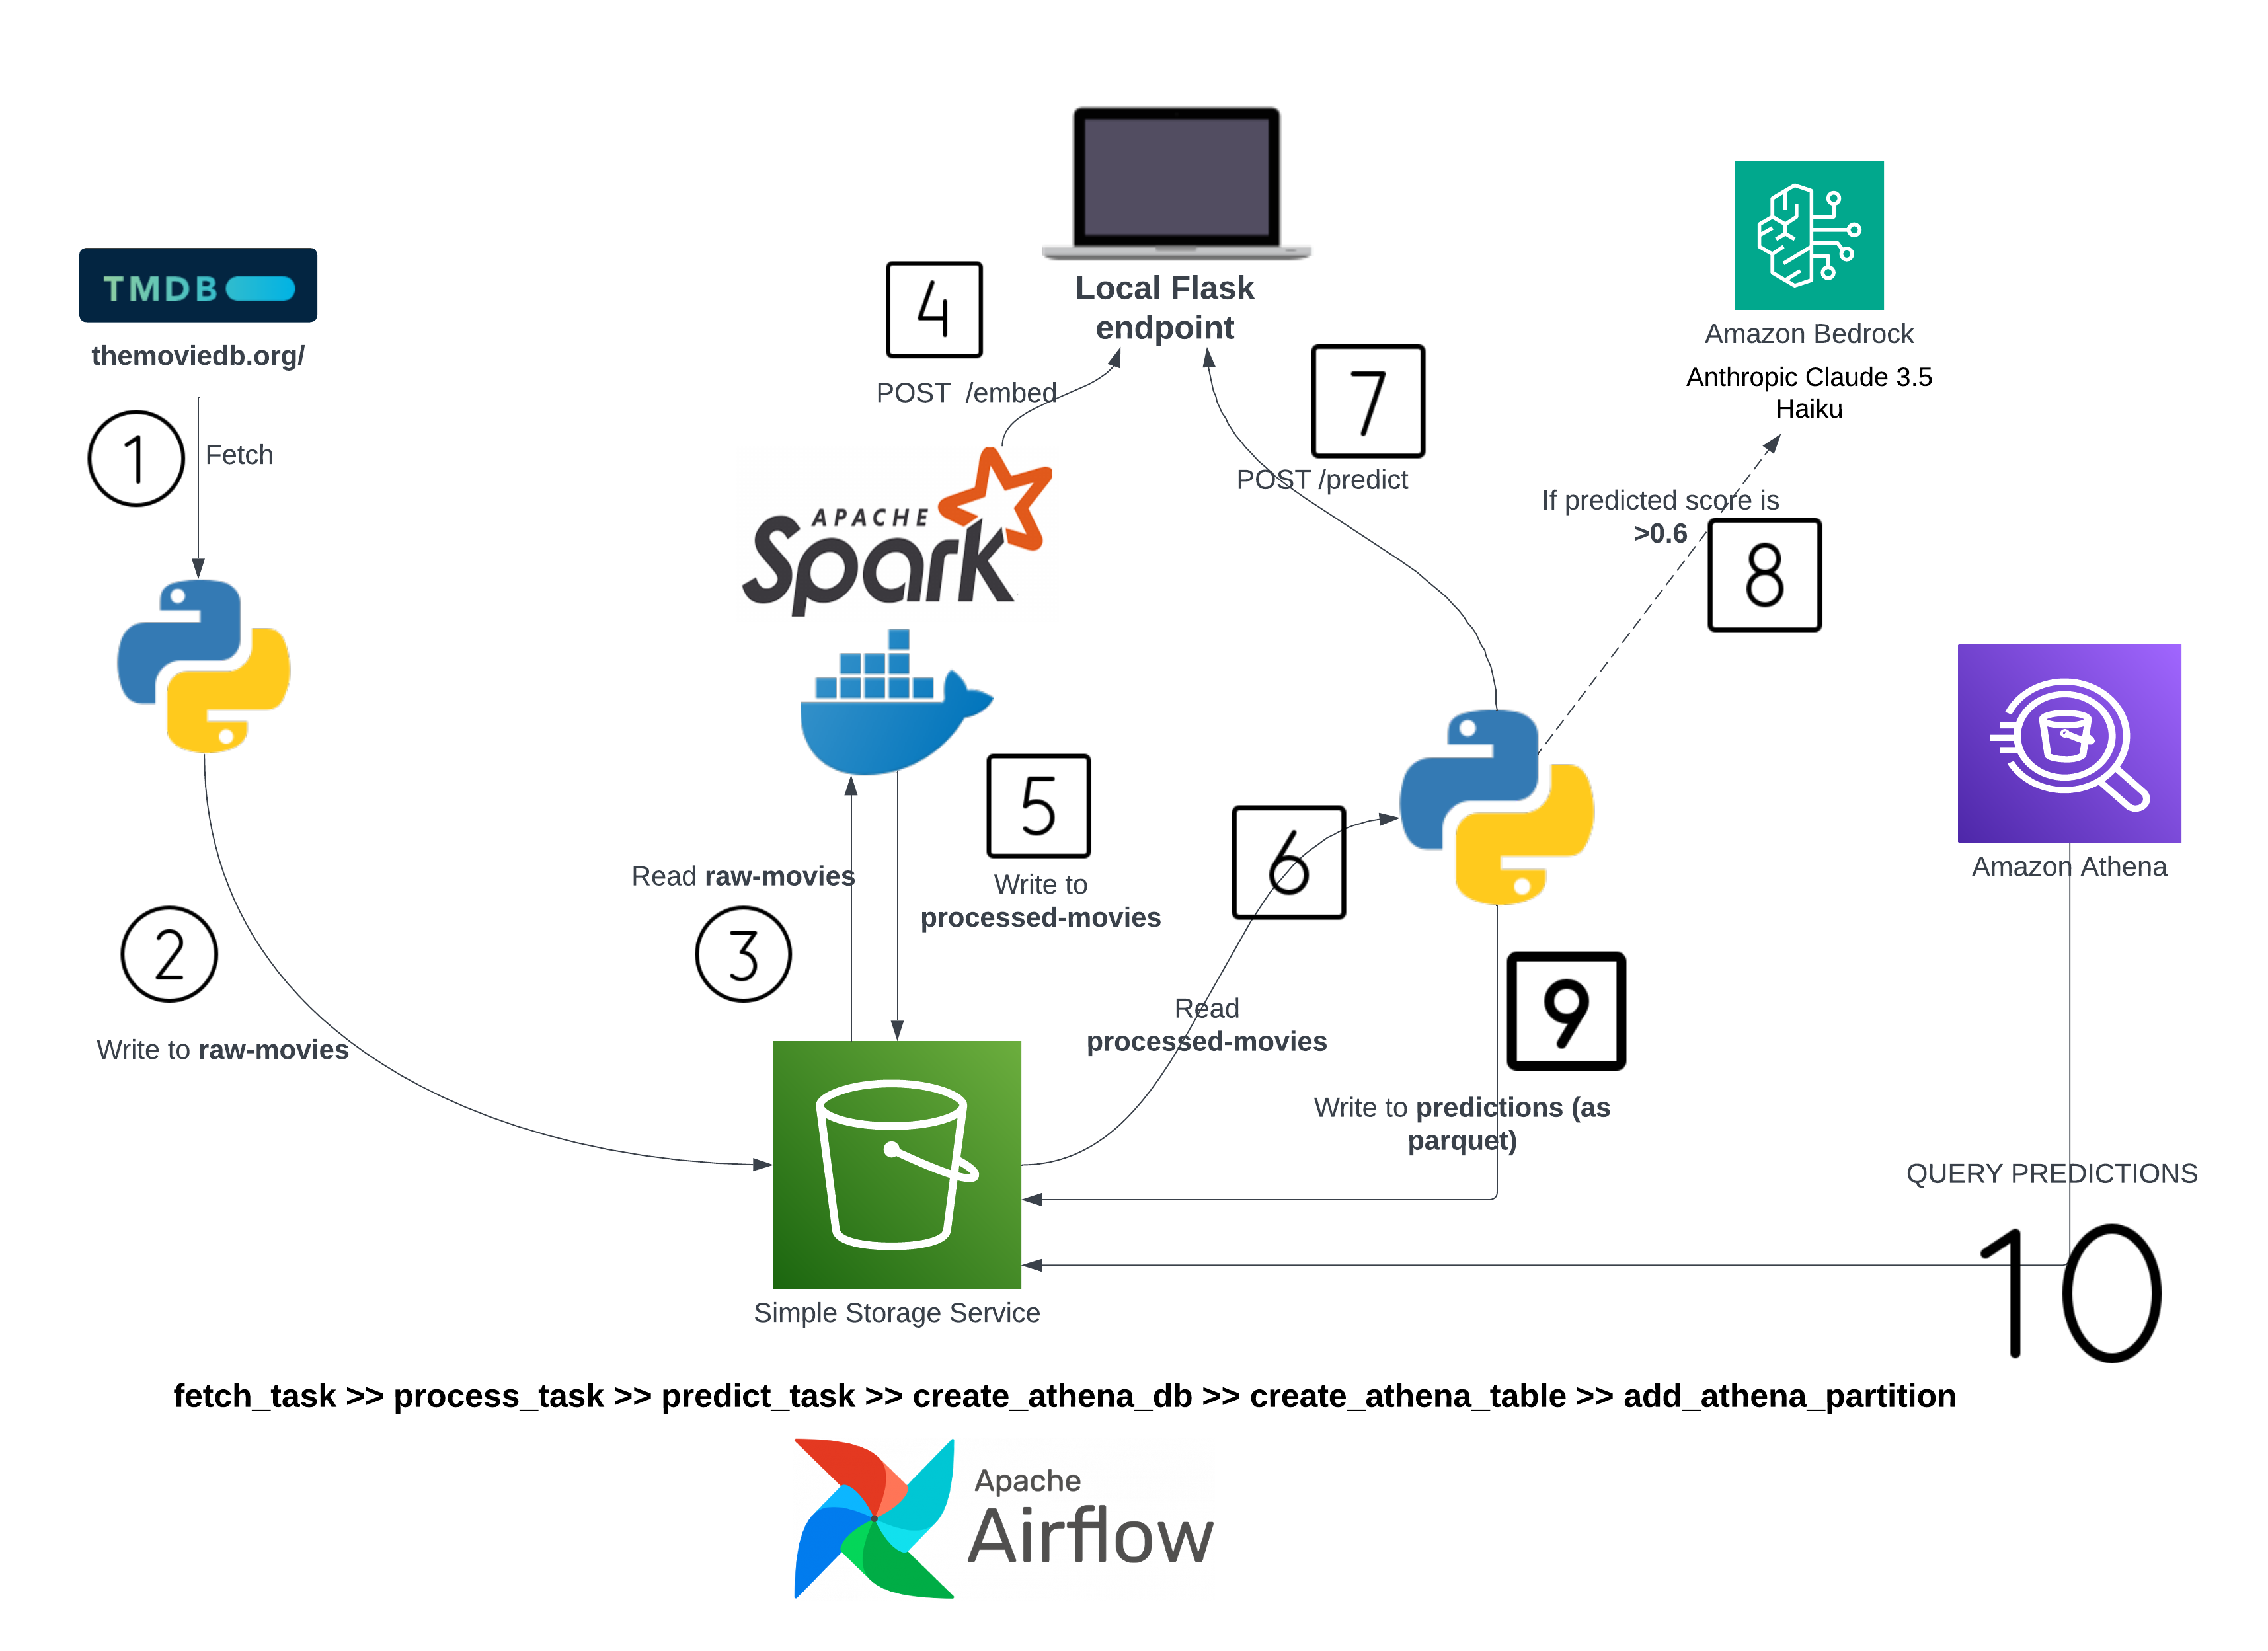 TMDB
themoviedb.org/
1
Fetch
2
Write to raw-movies
Local Flask
endpoint
4
POST /embed
APACHE
Spark
7
POST /predict
Amazon Bedrock
Anthropic Claude 3.5
Haiku
If predicted score is
>0.6
8
Read raw-movies
3
5
Write to
processed-movies
6
Read
processed-movies
9
Write to predictions (as
parquet)
Amazon Athena
QUERY PREDICTIONS
10
Simple Storage Service
fetch_task >> process_task >> predict_task >> create_athena_db >> create_athena_table >> add_athena_partition
Apache
Airflow